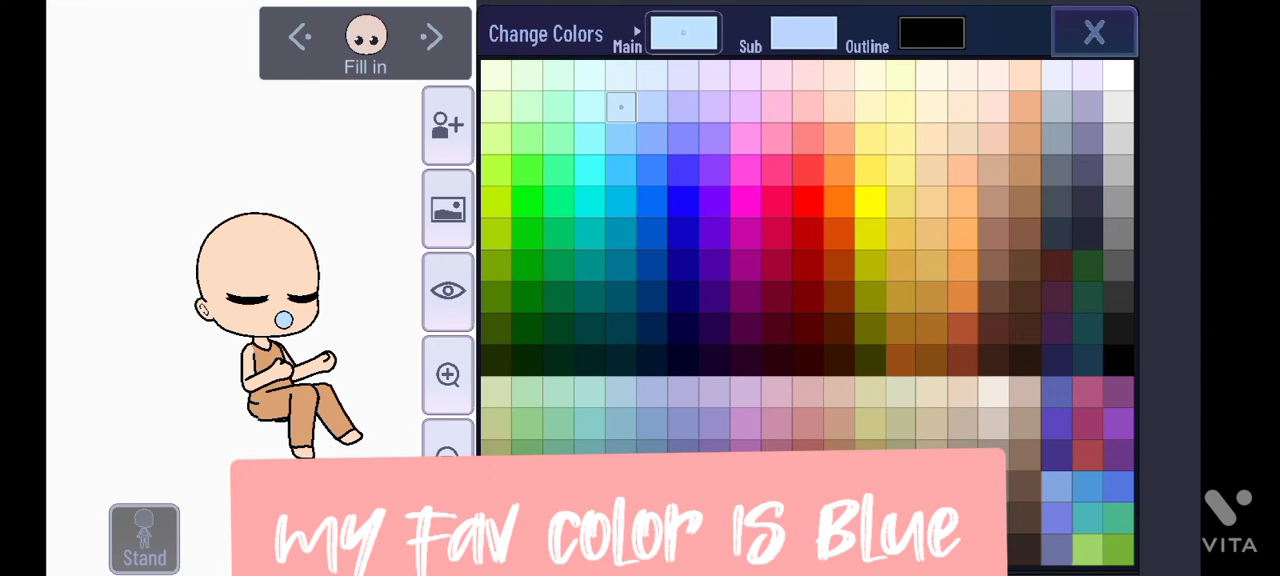 Fill in
Change Colors
Main
Sub
Outline
X
Stand
my Fav color is Blue
VITA